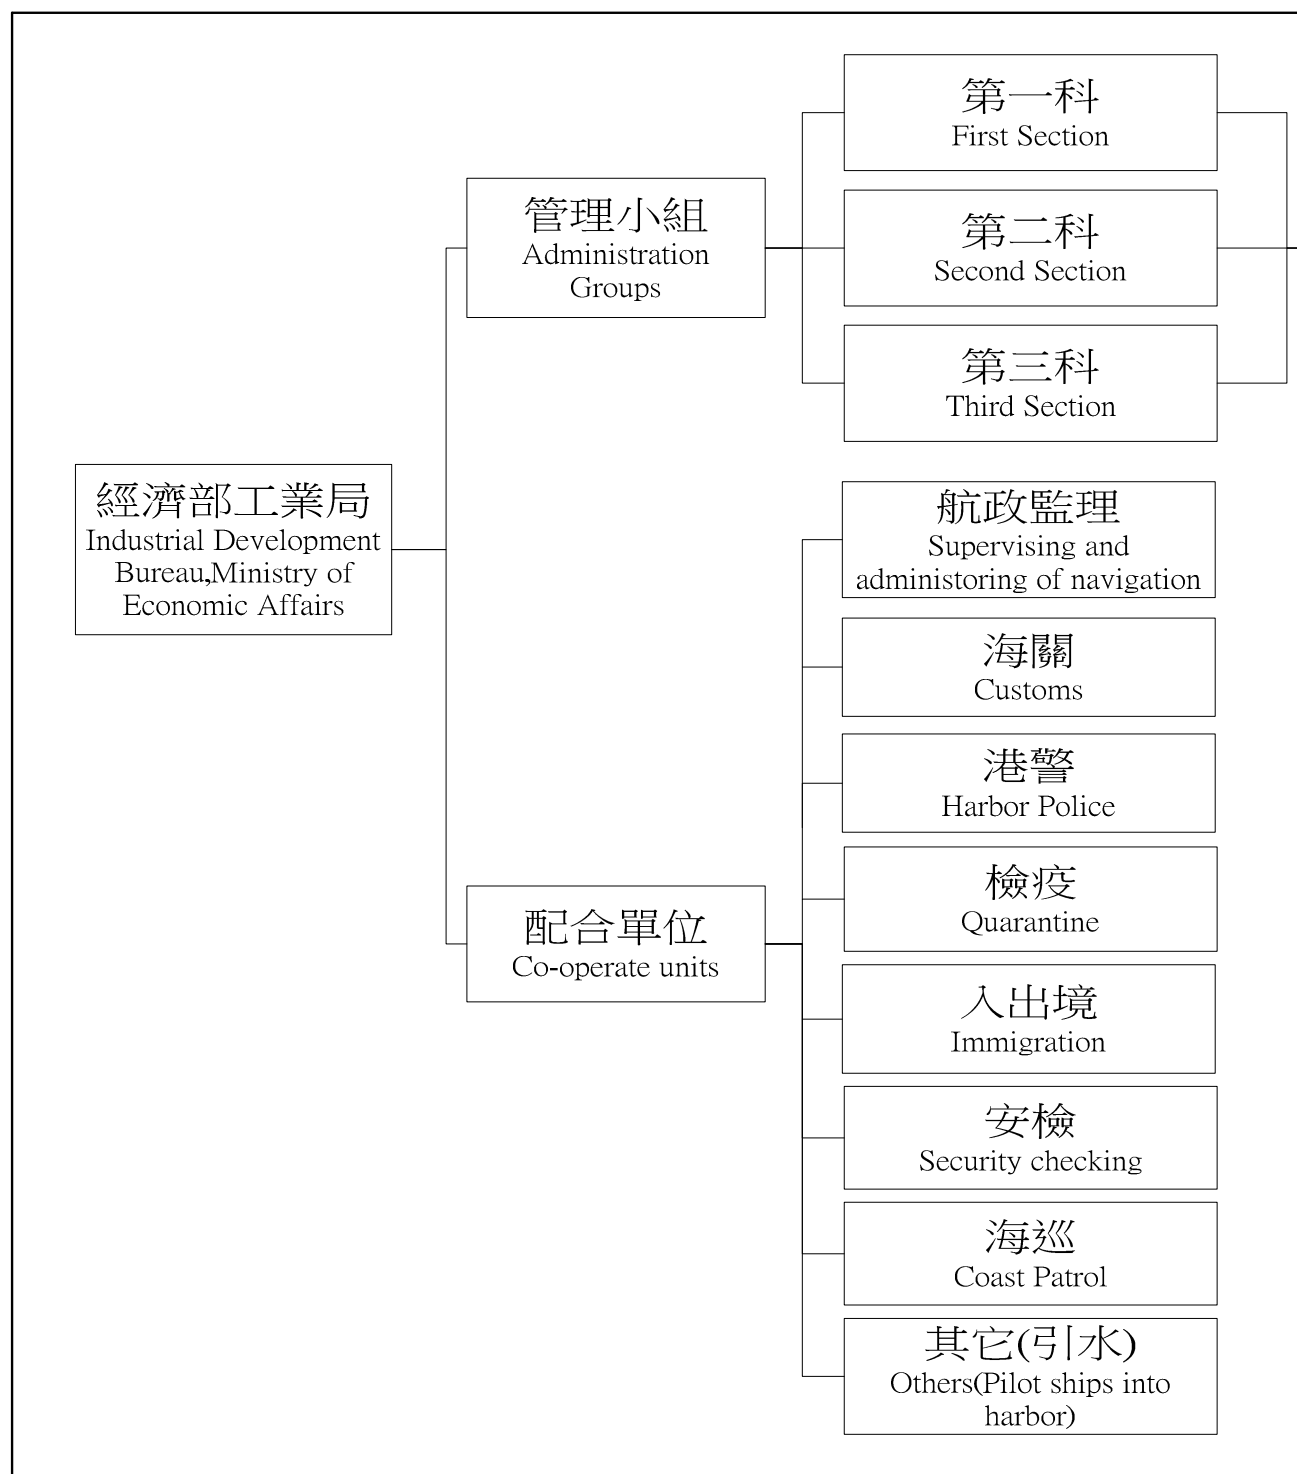 經濟部工業局
Industrial Development
Bureau,Ministry of
Economic Affairs
管理小組
Administration
Groups
第一科
First Section
第二科
Second Section
第三科
Third Section
配合單位
Co-operate units
航政監理
Supervising and
administoring of navigation
海關
Customs
港警
Harbor Police
檢疫
Quarantine
入出境
Immigration
安檢
Security checking
海巡
Coast Patrol
其它(引水)
Others(Pilot ships into
harbor)